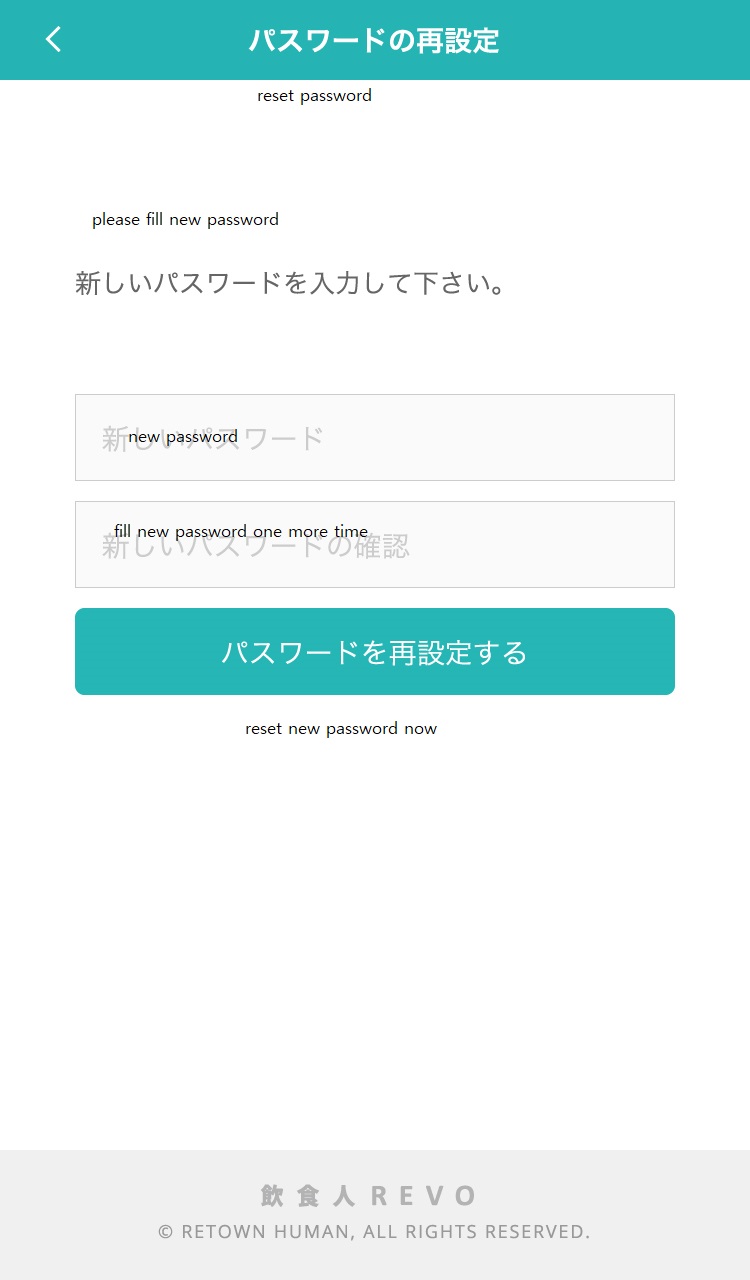 パスワードの再設定
reset password
please fill new password
新しいパスワードを入力して下さい。
新しいパスワード
new password
fill new password one more time
新しいパスワードの確認
パスワードを再設定する
reset new password now
飲食人REVO
© RETOWN HUMAN, ALL RIGHTS RESERVED.